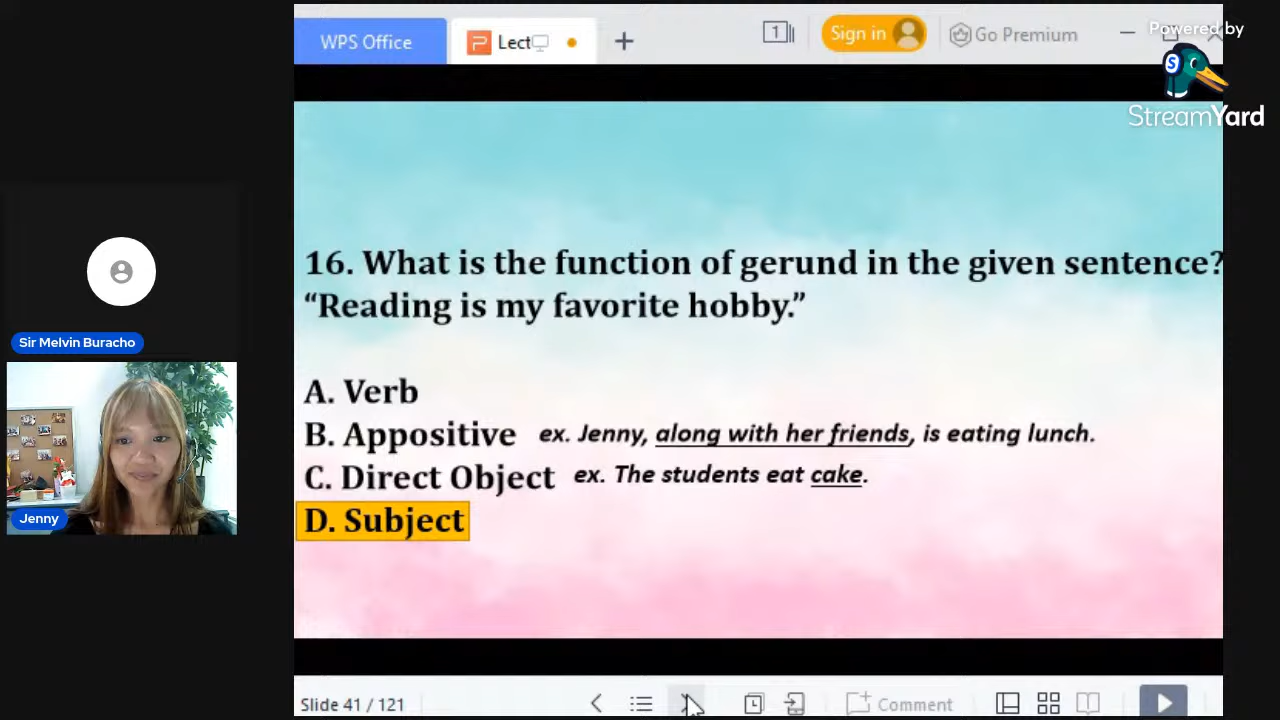 WPS Office
Lect
1
Sign in
Go Premium
Powered by
StreamYard
16. What is the function of gerund in the given sentence?
“Reading is my favorite hobby.”
A. Verb
B. Appositive ex. Jenny, along with her friends, is eating lunch.
C. Direct Object ex. The students eat cake.
D. Subject
Sir Melvin Buracho
Jenny
Slide 41 / 121
Comment